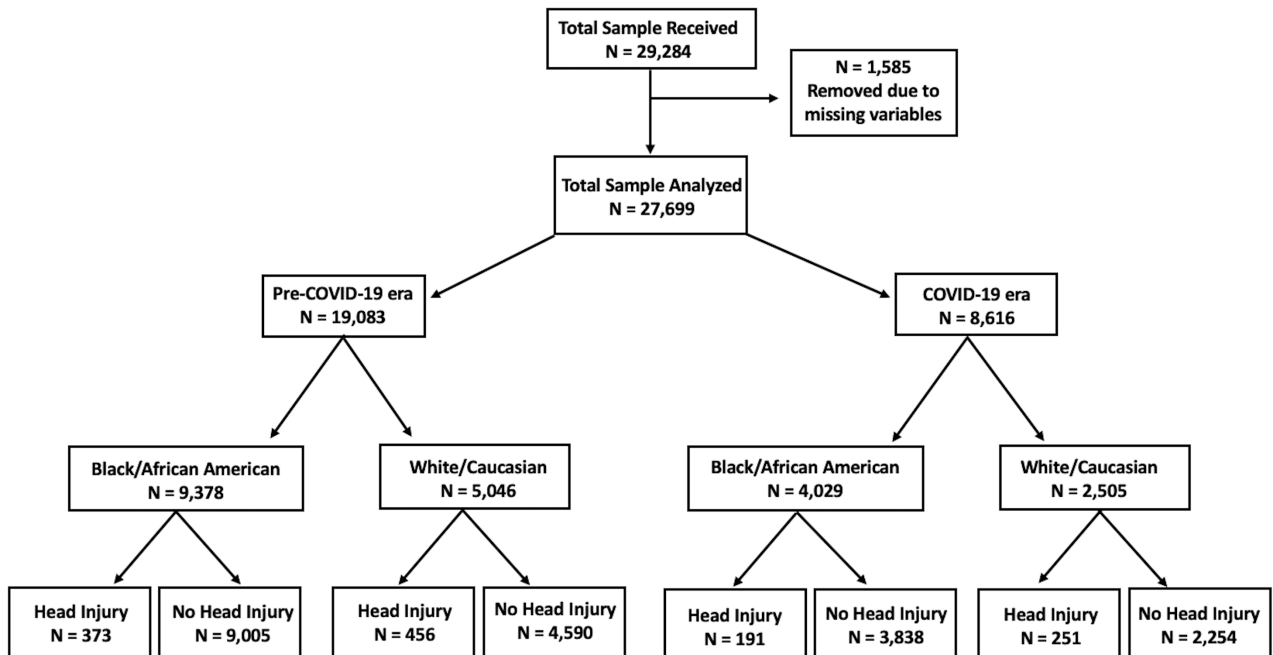 Total Sample Received
N = 29,284
N = 1,585
Removed due to
missing variables
Total Sample Analyzed
N = 27,699
Pre-COVID-19 era
N = 19,083
COVID-19 era
N = 8,616
Black/African American
N = 9,378
White/Caucasian
N = 5,046
Black/African American
N = 4,029
White/Caucasian
N = 2,505
Head Injury
N = 373
No Head Injury
N = 9,005
Head Injury
N = 456
No Head Injury
N = 4,590
Head Injury
N = 191
No Head Injury
N = 3,838
Head Injury
N = 251
No Head Injury
N = 2,254